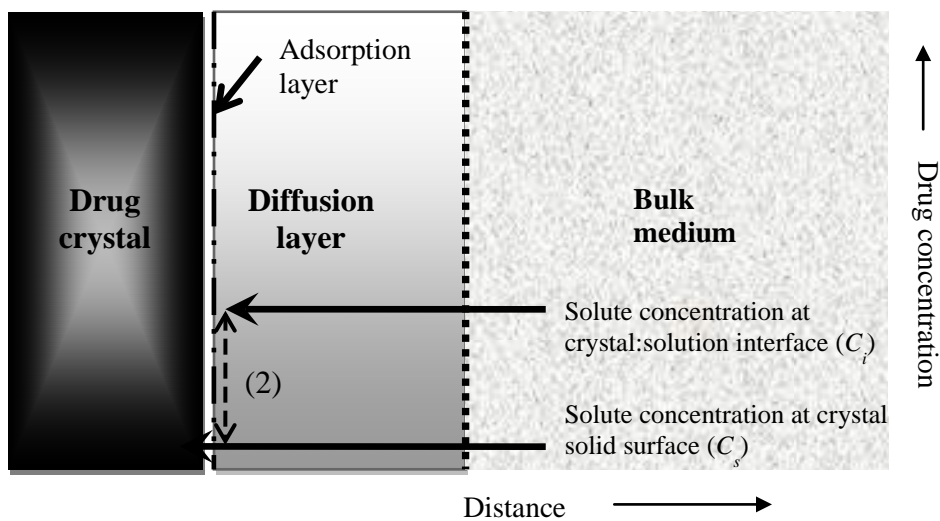 Adsorption
layer
Drug
crystal
Diffusion
layer
Bulk
medium
Drug concentration
Solute concentration at
crystal:solution interface (C_i)
(2)
Solute concentration at crystal
solid surface (C_s)
Distance